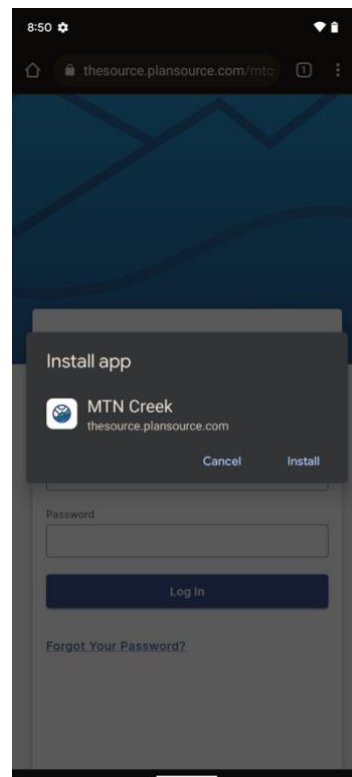 8:50
thesource.plansource.com/mtc
1
Install app
MTN Creek
thesource.plansource.com
Cancel Install
Password
Log In
Forgot Your Password?